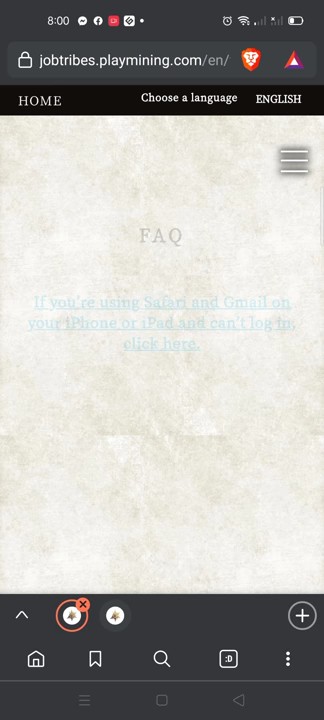 8:00
jobtribes.playmining.com/en/
HOME
Choose a language
ENGLISH
FAQ
If you're using Safari and Gmail on
your iPhone or iPad and can't log in,
click here.
:D